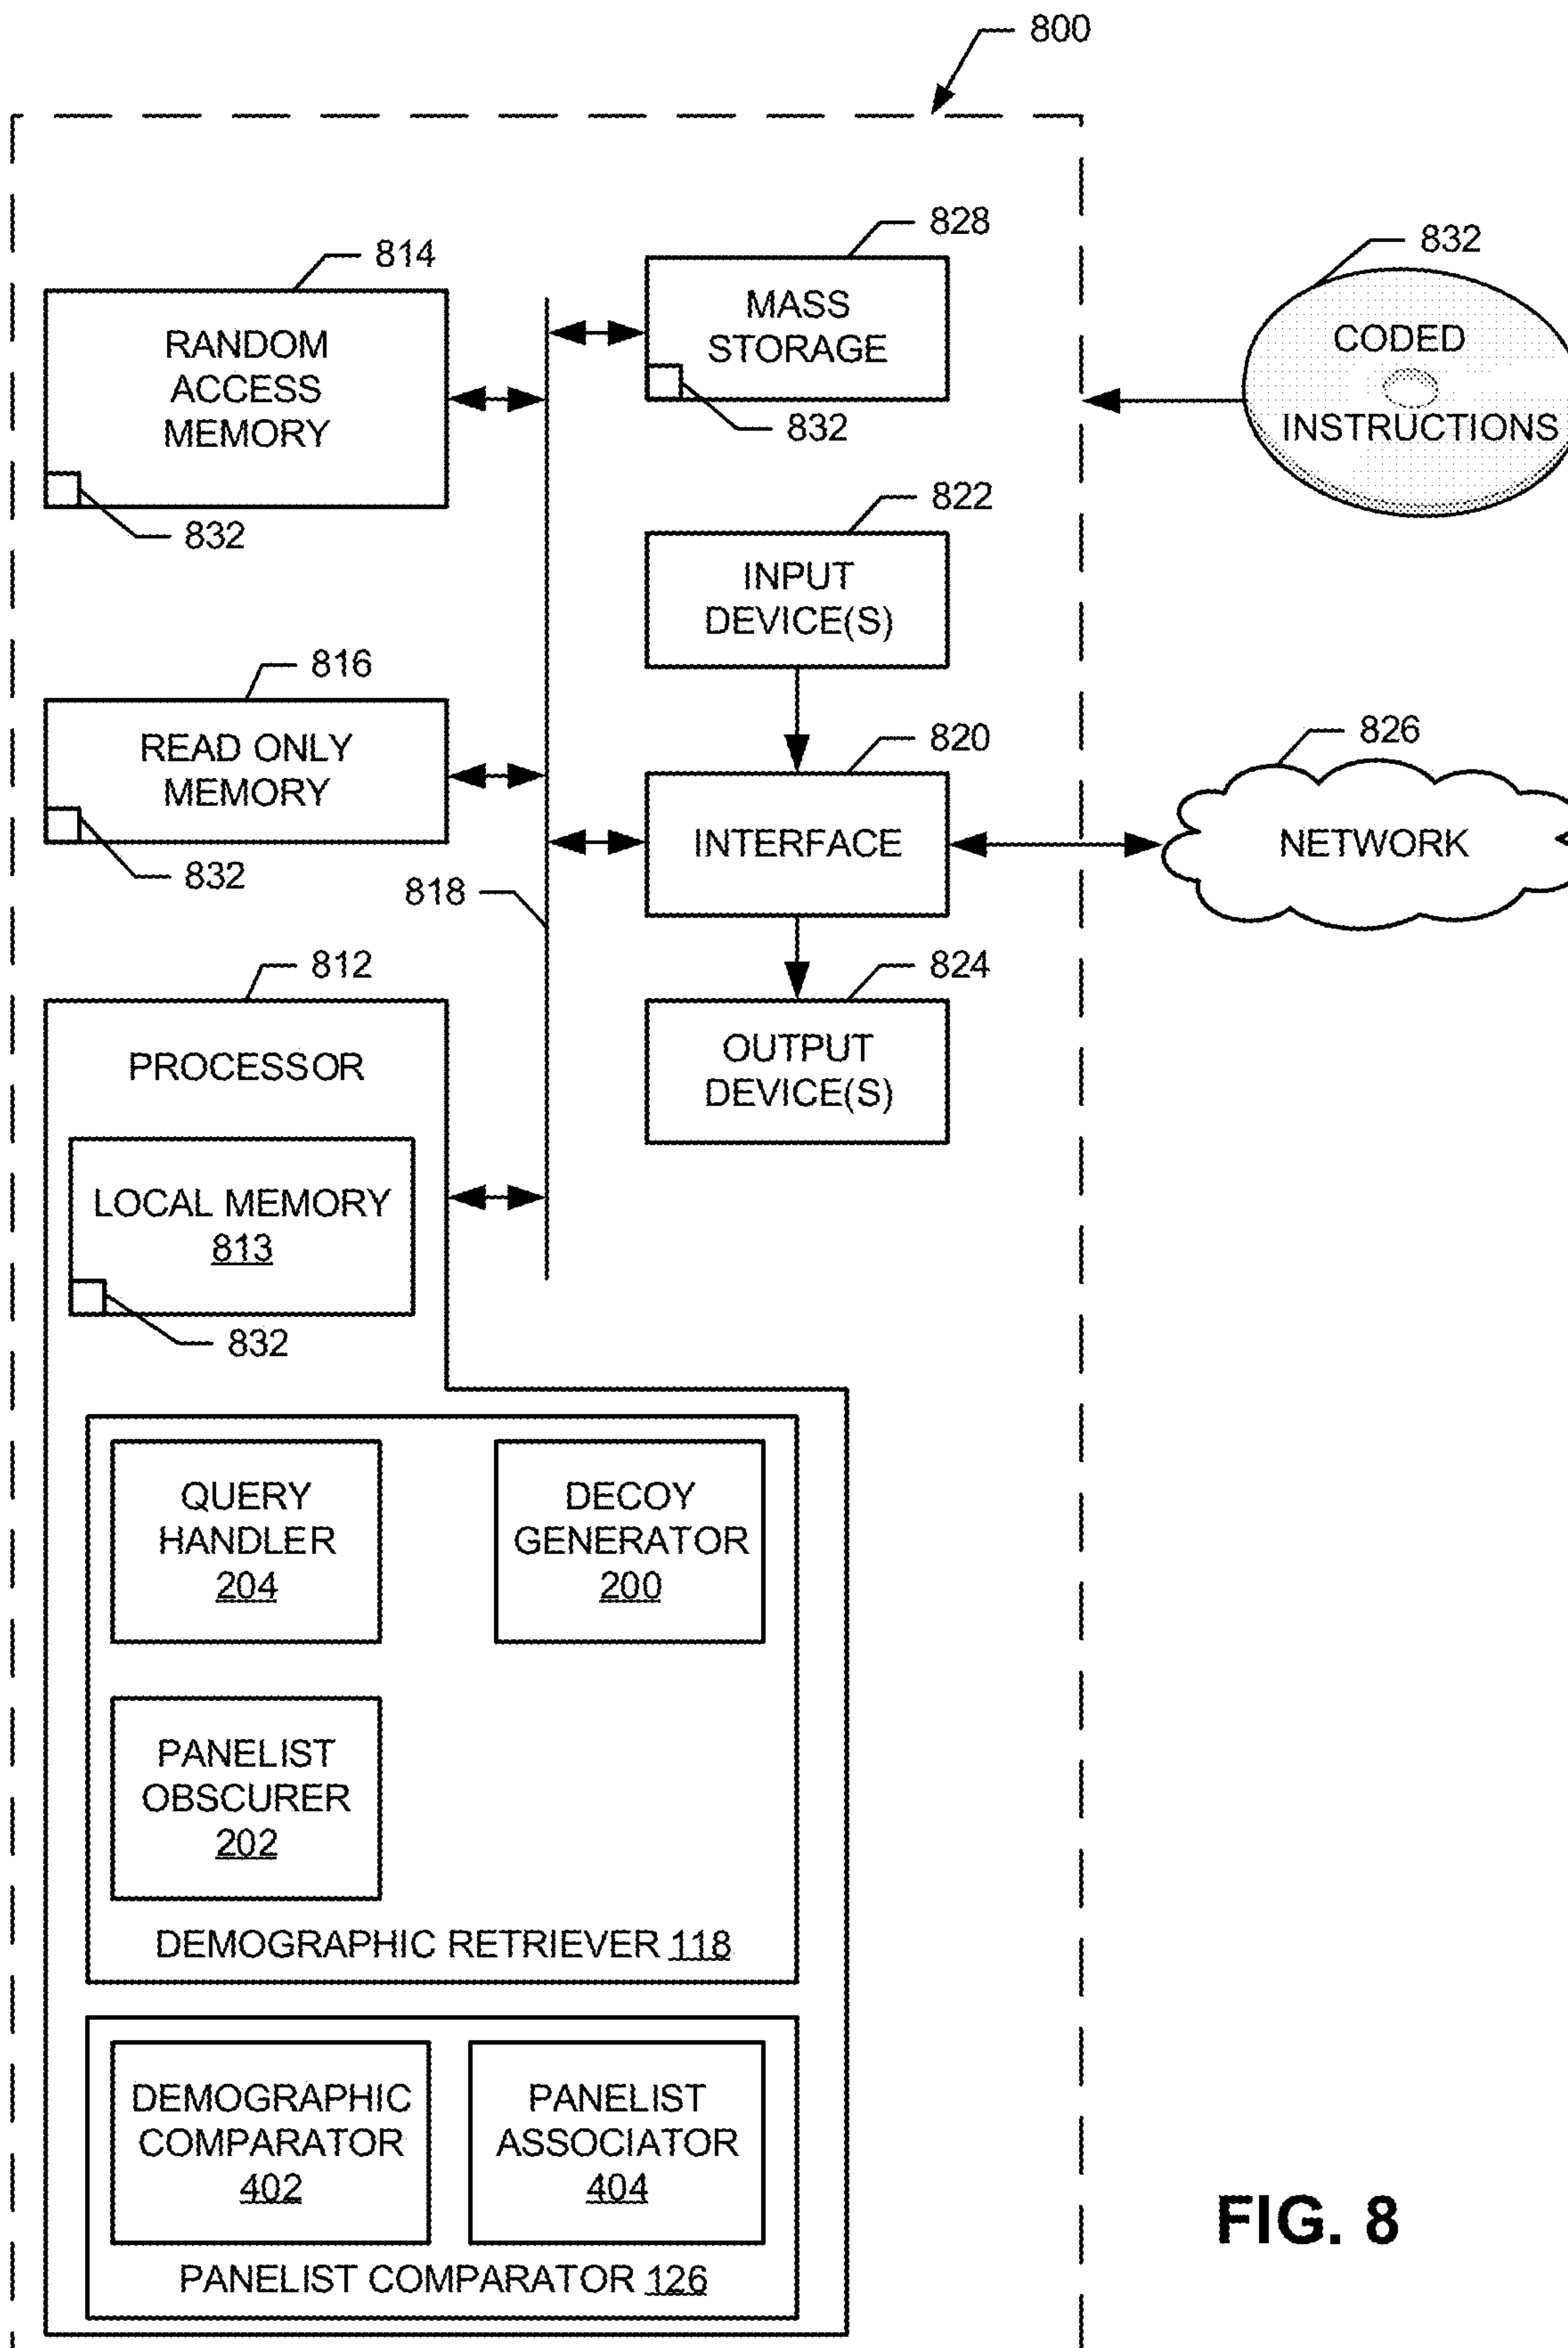 800
814
RANDOM
ACCESS
MEMORY
832
828
MASS
STORAGE
832
832
CODED
INSTRUCTIONS
822
INPUT
DEVICE(S)
816
READ ONLY
MEMORY
832
820
INTERFACE
826
NETWORK
818
812
PROCESSOR
824
OUTPUT
DEVICE(S)
LOCAL MEMORY
813
832
QUERY
HANDLER
204
DECOY
GENERATOR
200
PANELIST
OBSCURER
202
DEMOGRAPHIC RETRIEVER 118
DEMOGRAPHIC
COMPARATOR
402
PANELIST
ASSOCIATOR
404
PANELIST COMPARATOR 126
FIG. 8